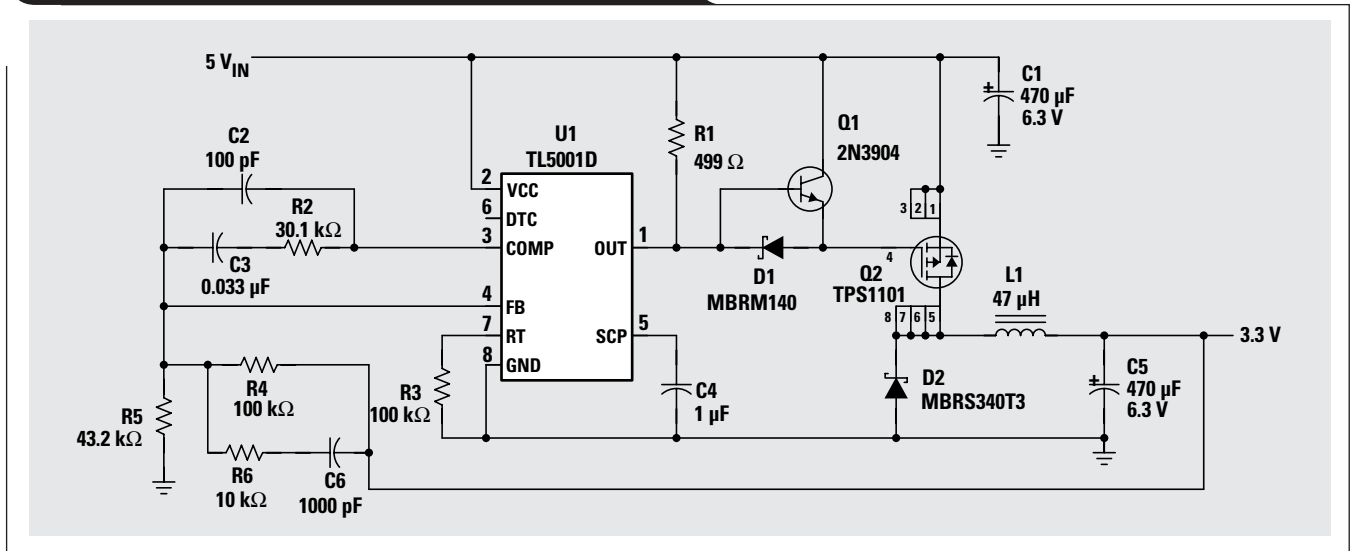 5 V_IN
C1
470 µF
6.3 V
C2
100 pF
U1
TL5001D
R1
499 Ω
Q1
2N3904
2
VCC
6
DTC
3
COMP
OUT
1
4
FB
7
RT
SCP
5
8
GND
R2
30.1 kΩ
C3
0.033 µF
D1
MBRM140
3 2 1
4
Q2
TPS1101
8 7 6 5
L1
47 µH
3.3 V
R4
100 kΩ
R3
100 kΩ
C4
1 µF
D2
MBRS340T3
C5
470 µF
6.3 V
R5
43.2 kΩ
R6
10 kΩ
C6
1000 pF